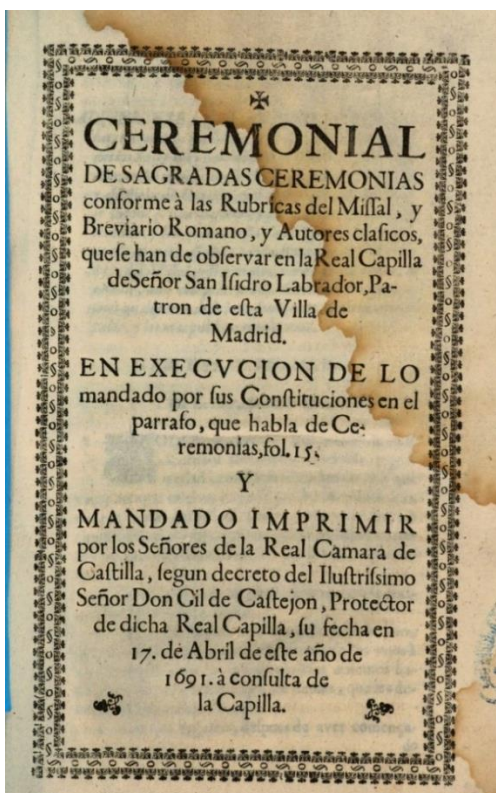 ✠
CEREMONIAL
DE SAGRADAS CEREMONIAS
conforme à las Rubricas del Missal, y
Breviario Romano, y Autores clasicos,
que se han de observar en la Real Capilla
de Señor San Isidro Labrador, Pa-
tron de esta Villa de
Madrid.
EN EXECVCION DE LO
mandado por sus Constituciones en el
parrafo, que habla de Ce-
remonias, fol. 15.
Y
MANDADO IMPRIMIR
por los Señores de la Real Camara de
Castilla, segun decreto del Ilustrissimo
Señor Don Gil de Castejon, Protector
de dicha Real Capilla, su fecha en
17. de Abril de este año de
1691. à consulta de
la Capilla.